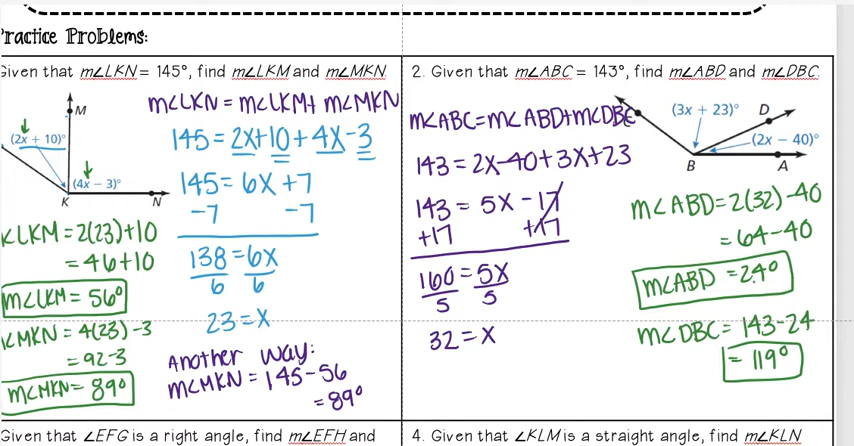 Practice Problems:
Given that m∠LKN = 145°, find m∠LKM and m∠MKN
M
(2x + 10)°
(4x − 3)°
K
N
m∠LKN = m∠LKM + m∠MKN
145 = 2x+10+4x-3
145 = 6x+7
-7 -7
138 = 6x
6 6
23 = x
∠LKM = 2(23)+10
= 46+10
m∠LKM = 56°
∠MKN = 4(23)-3
= 92-3
m∠MKN = 89°
Another way:
m∠MKN = 145-56
= 89°
2. Given that m∠ABC = 143°, find m∠ABD and m∠DBC.
m∠ABC = m∠ABD + m∠DBC
(3x + 23)°
D
(2x − 40)°
B
A
143 = 2x-40+3x+23
143 = 5x-17
+17 +17
160 = 5x
5 5
32 = x
m∠ABD = 2(32)-40
= 64-40
m∠ABD = 24°
m∠DBC = 143-24
= 119°
Given that ∠EFG is a right angle, find m∠EFH and
4. Given that ∠KLM is a straight angle, find m∠KLN